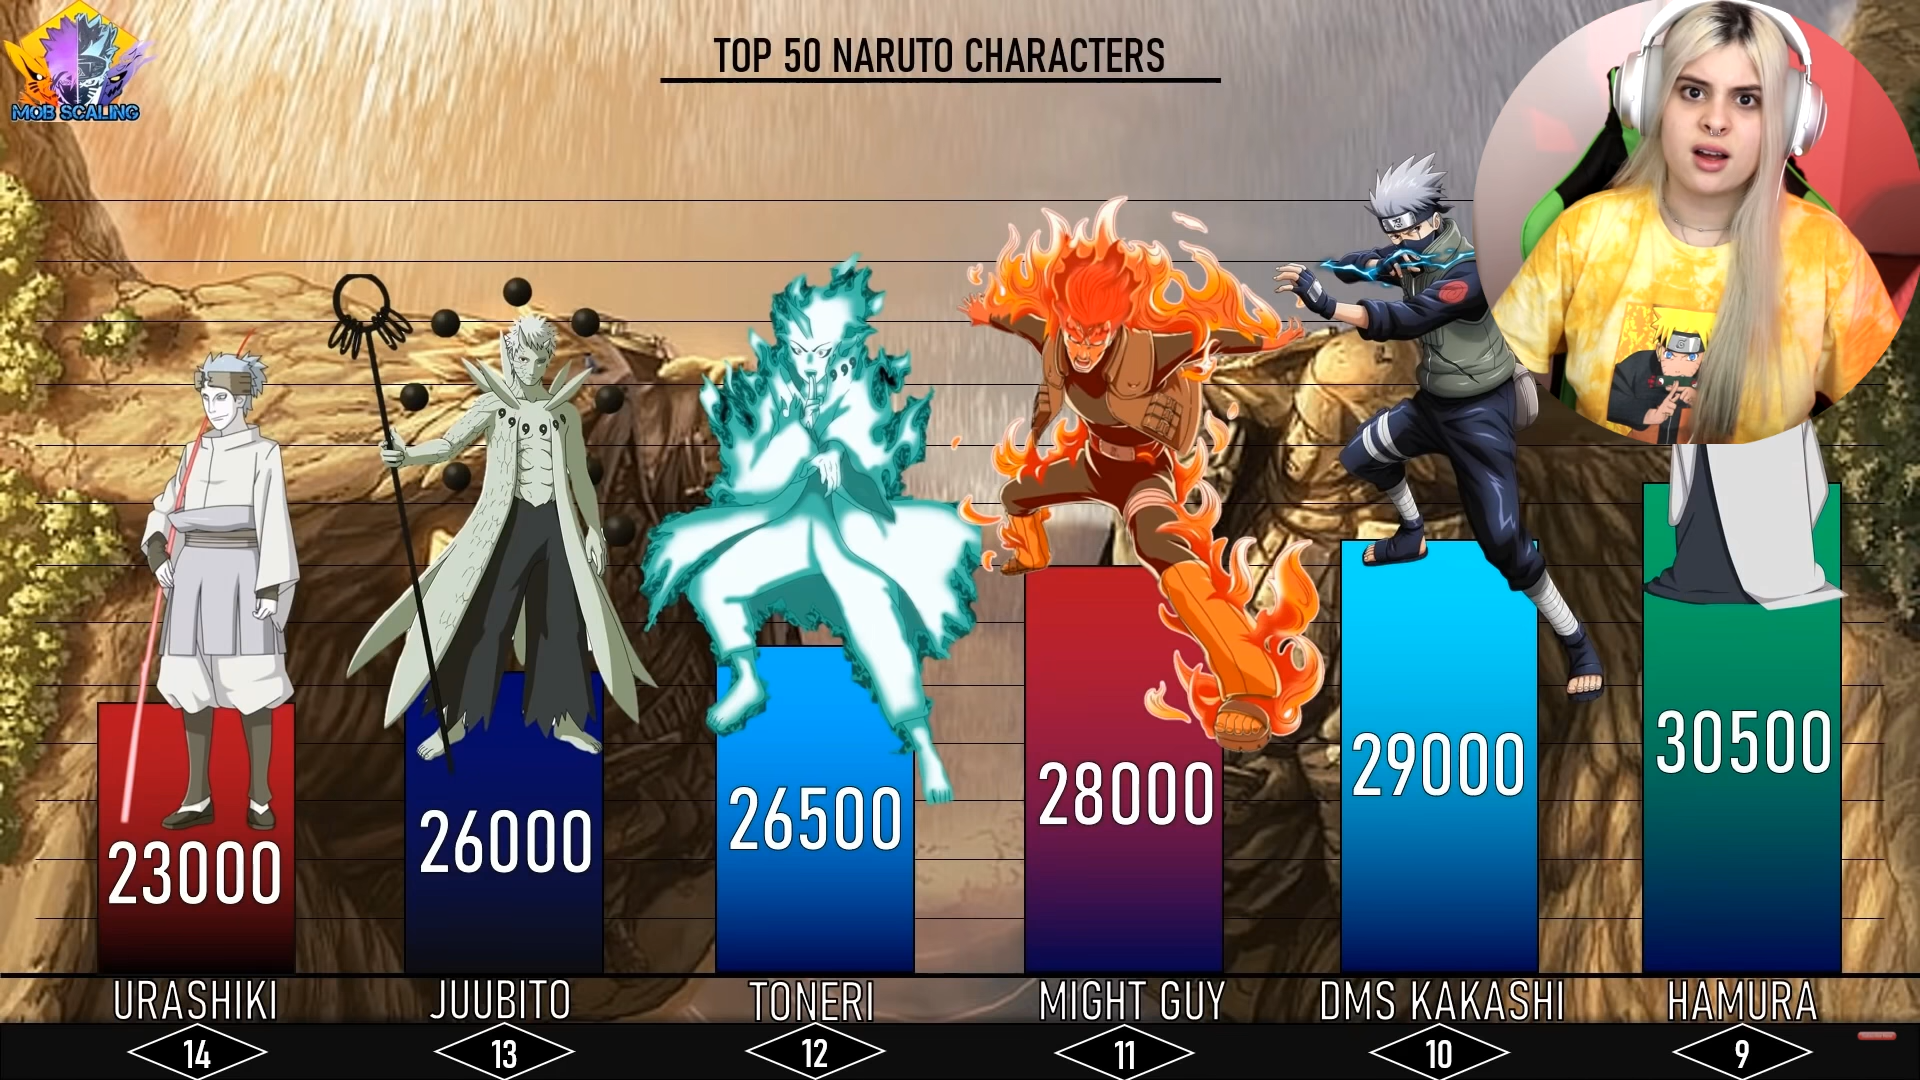 TOP 50 NARUTO CHARACTERS
MOB SCALING
23000
26000
26500
28000
29000
30500
URASHIKI
JUUBITO
TONERI
MIGHT GUY
DMS KAKASHI
HAMURA
14
13
12
11
10
9